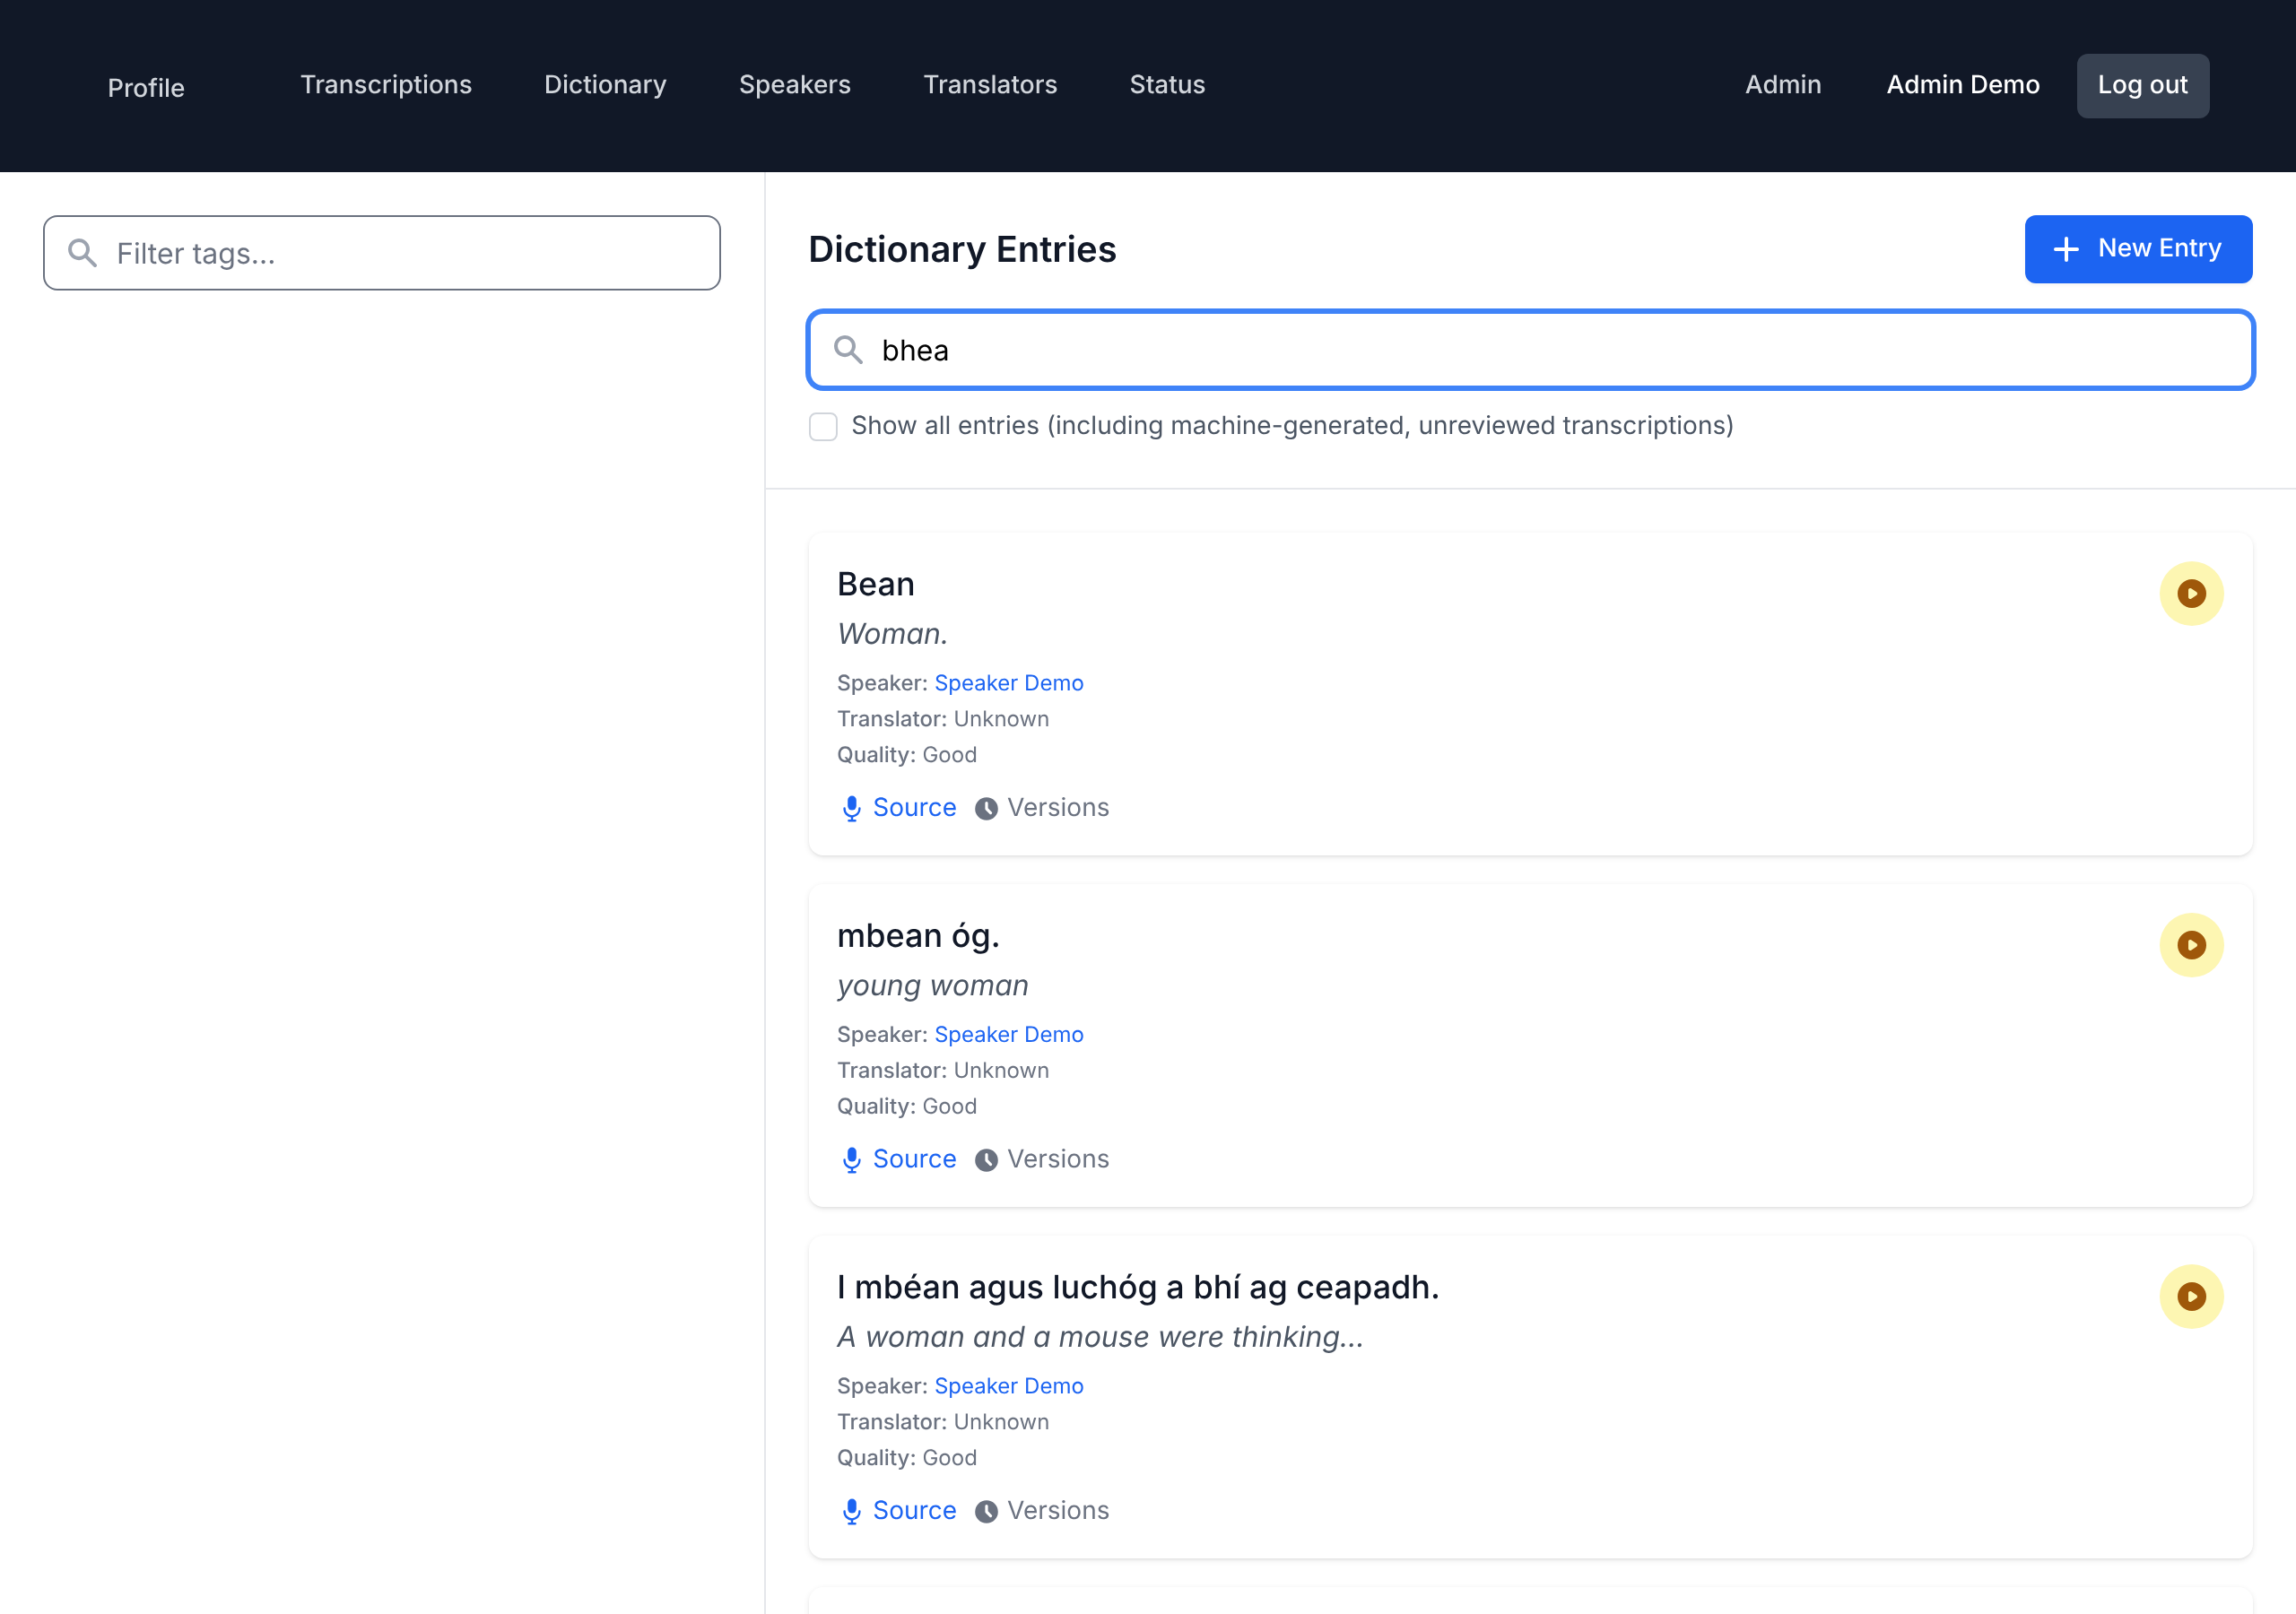 Profile
Transcriptions
Dictionary
Speakers
Translators
Status
Admin
Admin Demo
Log out
Filter tags...
Dictionary Entries
New Entry
bhea
Show all entries (including machine-generated, unreviewed transcriptions)
Bean
Woman.
Speaker: Speaker Demo
Translator: Unknown
Quality: Good
Source Versions
mbean óg.
young woman
Speaker: Speaker Demo
Translator: Unknown
Quality: Good
Source Versions
I mbéan agus luchóg a bhí ag ceapadh.
A woman and a mouse were thinking...
Speaker: Speaker Demo
Translator: Unknown
Quality: Good
Source Versions